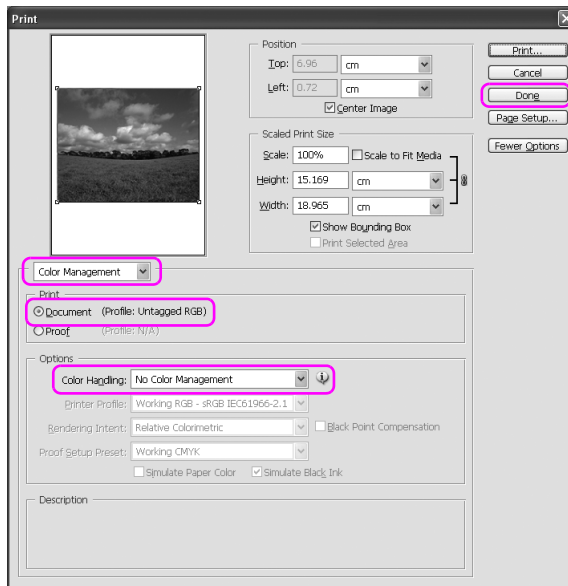 Print
Position
Top: 6.96 cm
Left: 0.72 cm
Center Image
Print...
Cancel
Done
Page Setup...
Fewer Options
Scaled Print Size
Scale: 100% Scale to Fit Media
Height: 15.169 cm
Width: 18.965 cm
Show Bounding Box
Print Selected Area
Color Management
Print
Document (Profile: Untagged RGB)
Proof (Profile: N/A)
Options
Color Handling: No Color Management
Printer Profile: Working RGB - sRGB IEC61966-2.1
Rendering Intent: Relative Colorimetric Black Point Compensation
Proof Setup Preset: Working CMYK
Simulate Paper Color Simulate Black Ink
Description